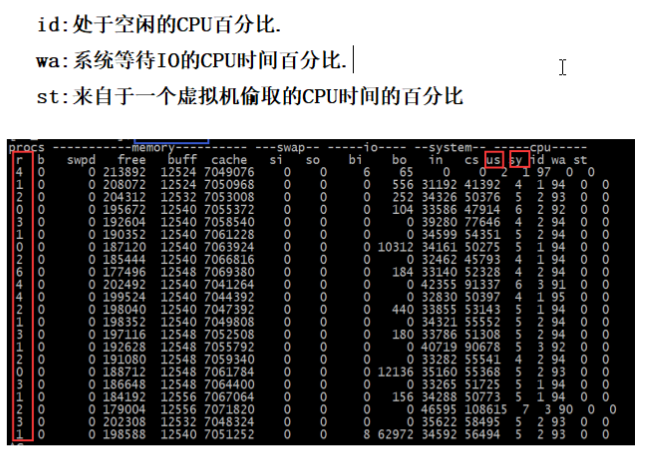 id:处于空闲的CPU百分比.
wa:系统等待IO的CPU时间百分比.
st:来自于一个虚拟机偷取的CPU时间的百分比
procs -----------memory---------- ---swap-- -----io---- --system-- -----cpu-----
r b swpd free buff cache si so bi bo in cs us sy id wa st
4 0 0 213892 12524 7049076 0 0 6 65 0 0 2 1 97 0 0
1 0 0 208072 12524 7050968 0 0 0 556 31192 41392 4 1 94 0 0
2 0 0 204312 12532 7053008 0 0 0 252 34326 50376 5 2 93 0 0
0 0 0 195672 12540 7055372 0 0 0 104 33586 47914 6 2 92 0 0
3 0 0 192604 12540 7058540 0 0 0 0 39280 77646 4 2 94 0 0
1 0 0 190352 12540 7061228 0 0 0 0 34599 54351 5 2 94 0 0
0 0 0 187120 12540 7063924 0 0 0 10312 34161 50275 5 1 94 0 0
2 0 0 185444 12540 7066816 0 0 0 0 32462 45793 4 1 94 0 0
6 0 0 177496 12548 7069380 0 0 0 184 33140 52328 4 2 94 0 0
4 0 0 202492 12540 7041264 0 0 0 0 42355 91337 6 3 91 0 0
4 0 0 199524 12540 7044392 0 0 0 0 32830 50397 4 1 95 0 0
2 0 0 198040 12540 7047392 0 0 0 440 33855 53143 5 1 94 0 0
1 0 0 198352 12540 7049808 0 0 0 0 34321 55552 5 2 94 0 0
3 0 0 197116 12548 7052508 0 0 0 180 33786 51308 5 2 94 0 0
1 0 0 192628 12548 7055792 0 0 0 0 40719 90678 5 3 92 0 0
2 0 0 191080 12548 7059340 0 0 0 0 33282 55541 4 2 94 0 0
0 0 0 188712 12548 7061784 0 0 0 12136 35160 55368 5 2 93 0 0
3 0 0 186648 12548 7064400 0 0 0 0 33265 51725 5 1 94 0 0
1 0 0 184192 12556 7067064 0 0 0 156 34288 50773 5 1 94 0 0
2 0 0 179004 12556 7071820 0 0 0 0 46595 108615 7 3 90 0 0
3 0 0 202308 12532 7048324 0 0 0 0 35622 58495 5 2 93 0 0
1 0 0 198588 12540 7051252 0 0 8 62972 34592 56494 5 2 93 0 0